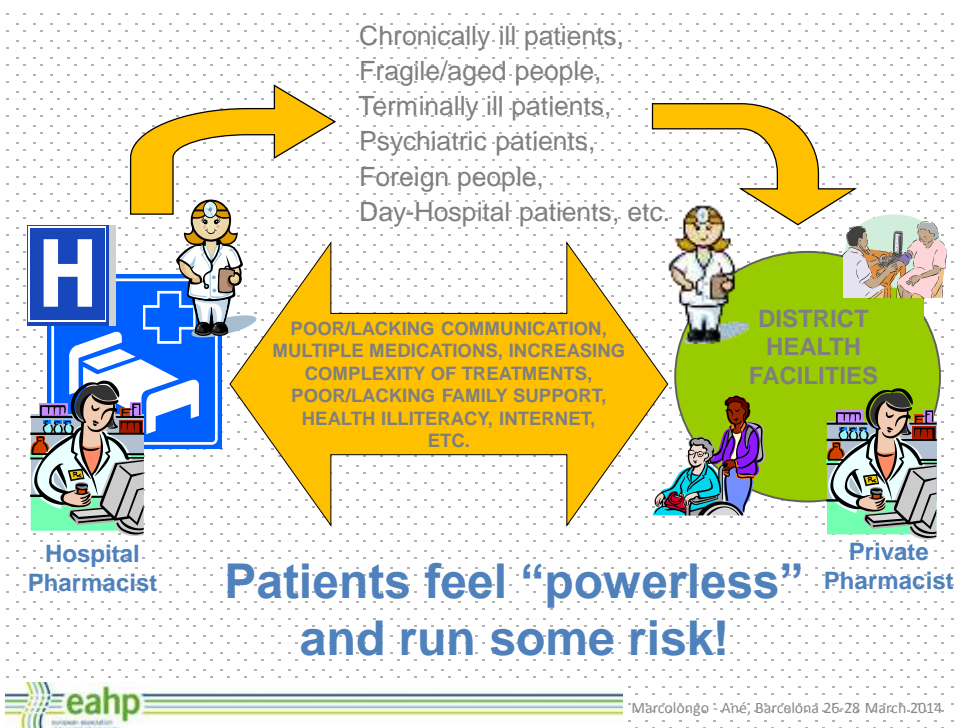 Chronically ill patients,
Fragile/aged people,
Terminally ill patients,
Psychiatric patients,
Foreign people,
Day-Hospital patients, etc.
H
POOR/LACKING COMMUNICATION,
MULTIPLE MEDICATIONS, INCREASING
COMPLEXITY OF TREATMENTS,
POOR/LACKING FAMILY SUPPORT,
HEALTH ILLITERACY, INTERNET,
ETC.
DISTRICT
HEALTH
FACILITIES
Hospital
Pharmacist
Private
Pharmacist
Patients feel “powerless”
and run some risk!
eahp
european association
Marcolongo - Ané, Barcelona 26-28 March 2014